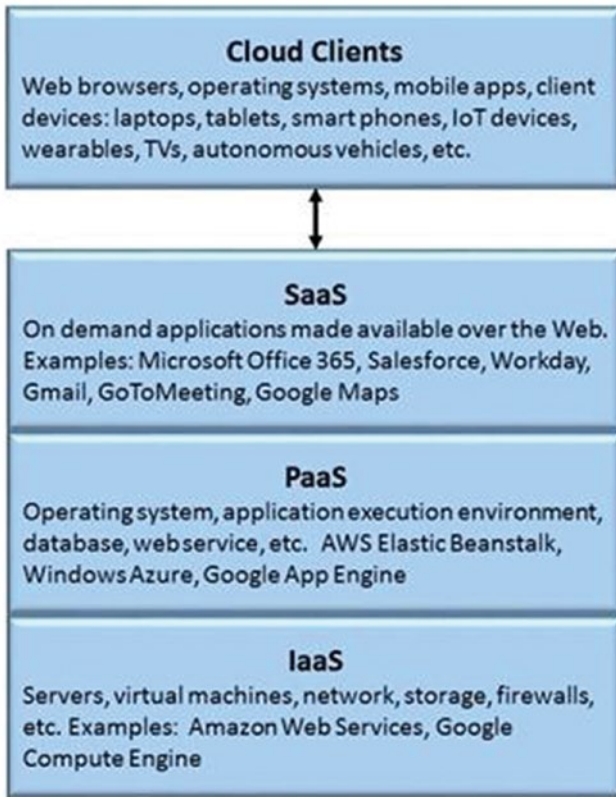 Cloud Clients
Web browsers, operating systems, mobile apps, client
devices: laptops, tablets, smart phones, IoT devices,
wearables, TVs, autonomous vehicles, etc.
SaaS
On demand applications made available over the Web.
Examples: Microsoft Office 365, Salesforce, Workday,
Gmail, GoToMeeting, Google Maps
PaaS
Operating system, application execution environment,
database, web service, etc. AWS Elastic Beanstalk,
Windows Azure, Google App Engine
IaaS
Servers, virtual machines, network, storage, firewalls,
etc. Examples: Amazon Web Services, Google
Compute Engine